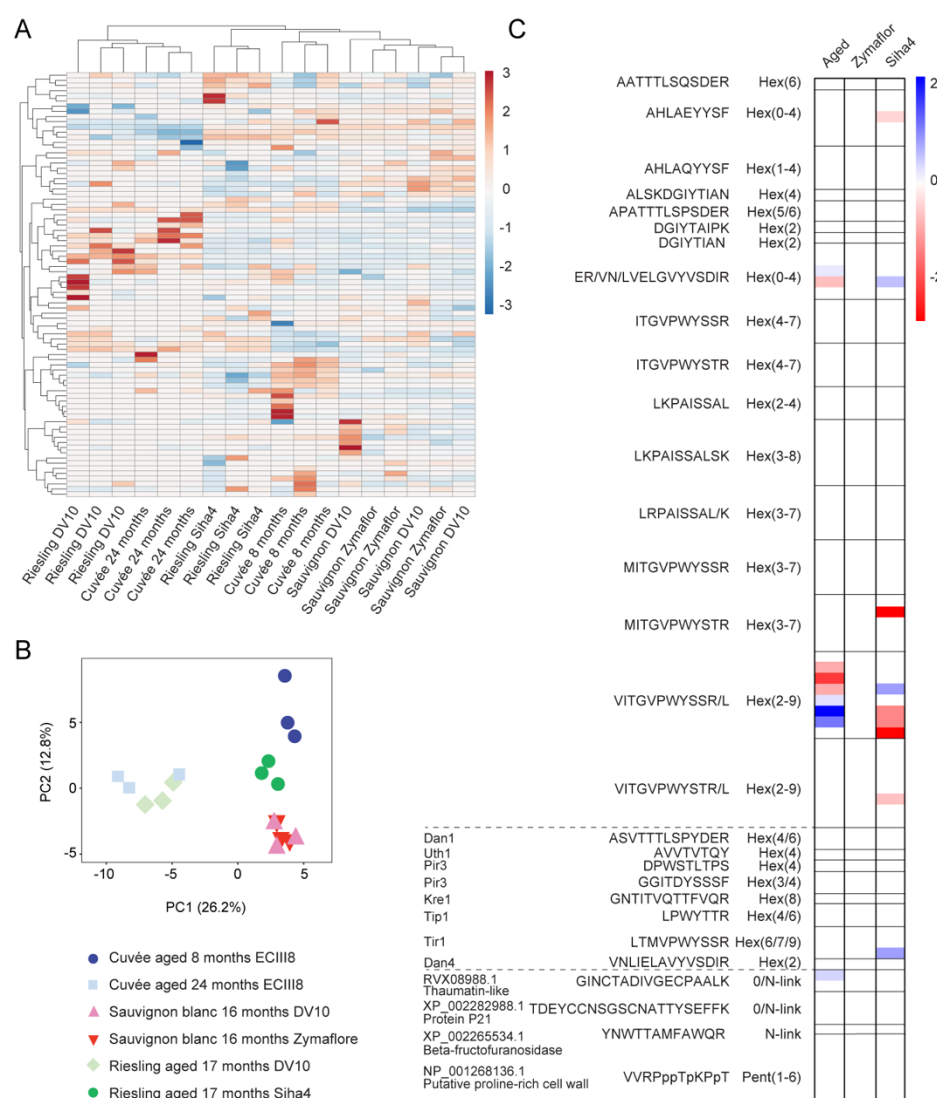 A
3
2
1
0
-1
-2
-3
Riesling DV10
Riesling DV10
Riesling DV10
Cuvée 24 months
Cuvée 24 months
Cuvée 24 months
Riesling Siha4
Riesling Siha4
Riesling Siha4
Cuvée 8 months
Cuvée 8 months
Cuvée 8 months
Sauvignon DV10
Sauvignon Zymaflor
Sauvignon Zymaflor
Sauvignon DV10
Sauvignon Zymaflor
Sauvignon DV10
B
PC2 (12.8%)
5
0
-5
-10
-5
0
5
PC1 (26.2%)
Cuvée aged 8 months ECIII8
Cuvée aged 24 months ECIII8
Sauvignon blanc 16 months DV10
Sauvignon blanc 16 months Zymaflore
Riesling aged 17 months DV10
Riesling aged 17 months Siha4
C
Aged
Zymaflor
Siha4
2
0
-2
AATTTLSQSDER Hex(6)
AHLAEYYSF Hex(0-4)
AHLAQYYSF Hex(1-4)
ALSKDGIYTIAN Hex(4)
APATTTLSPSDER Hex(5/6)
DGIYTAIPK Hex(2)
DGIYTIAN Hex(2)
ER/VN/LVELGVYVSDIR Hex(0-4)
ITGVPWYSSR Hex(4-7)
ITGVPWYSTR Hex(4-7)
LKPAISSAL Hex(2-4)
LKPAISSALSK Hex(3-8)
LRPAISSAL/K Hex(3-7)
MITGVPWYSSR Hex(3-7)
MITGVPWYSTR Hex(3-7)
VITGVPWYSSR/L Hex(2-9)
VITGVPWYSTR/L Hex(2-9)
Dan1 ASVTTTLSPYDER Hex(4/6)
Uth1 AVVTVTQY Hex(4)
Pir3 DPWSTLTPS Hex(4)
Pir3 GGITDYSSSF Hex(3/4)
Kre1 GNTITVQTTFVQR Hex(8)
Tip1 LPWYTTR Hex(4/6)
Tir1 LTMVPWYSSR Hex(6/7/9)
Dan4 VNLIELAVYVSDIR Hex(2)
RVX08988.1 GINCTADIVGECPAALK 0/N-link
Thaumatin-like
XP_002282988.1 TDEYCCNSGSCNATTYSEFFK 0/N-link
Protein P21
XP_002265534.1 YNWTTAMFAWQR N-link
Beta-fructofuranosidase
NP_001268136.1 VVRPppTpKPpT Pent(1-6)
Putative proline-rich cell wall